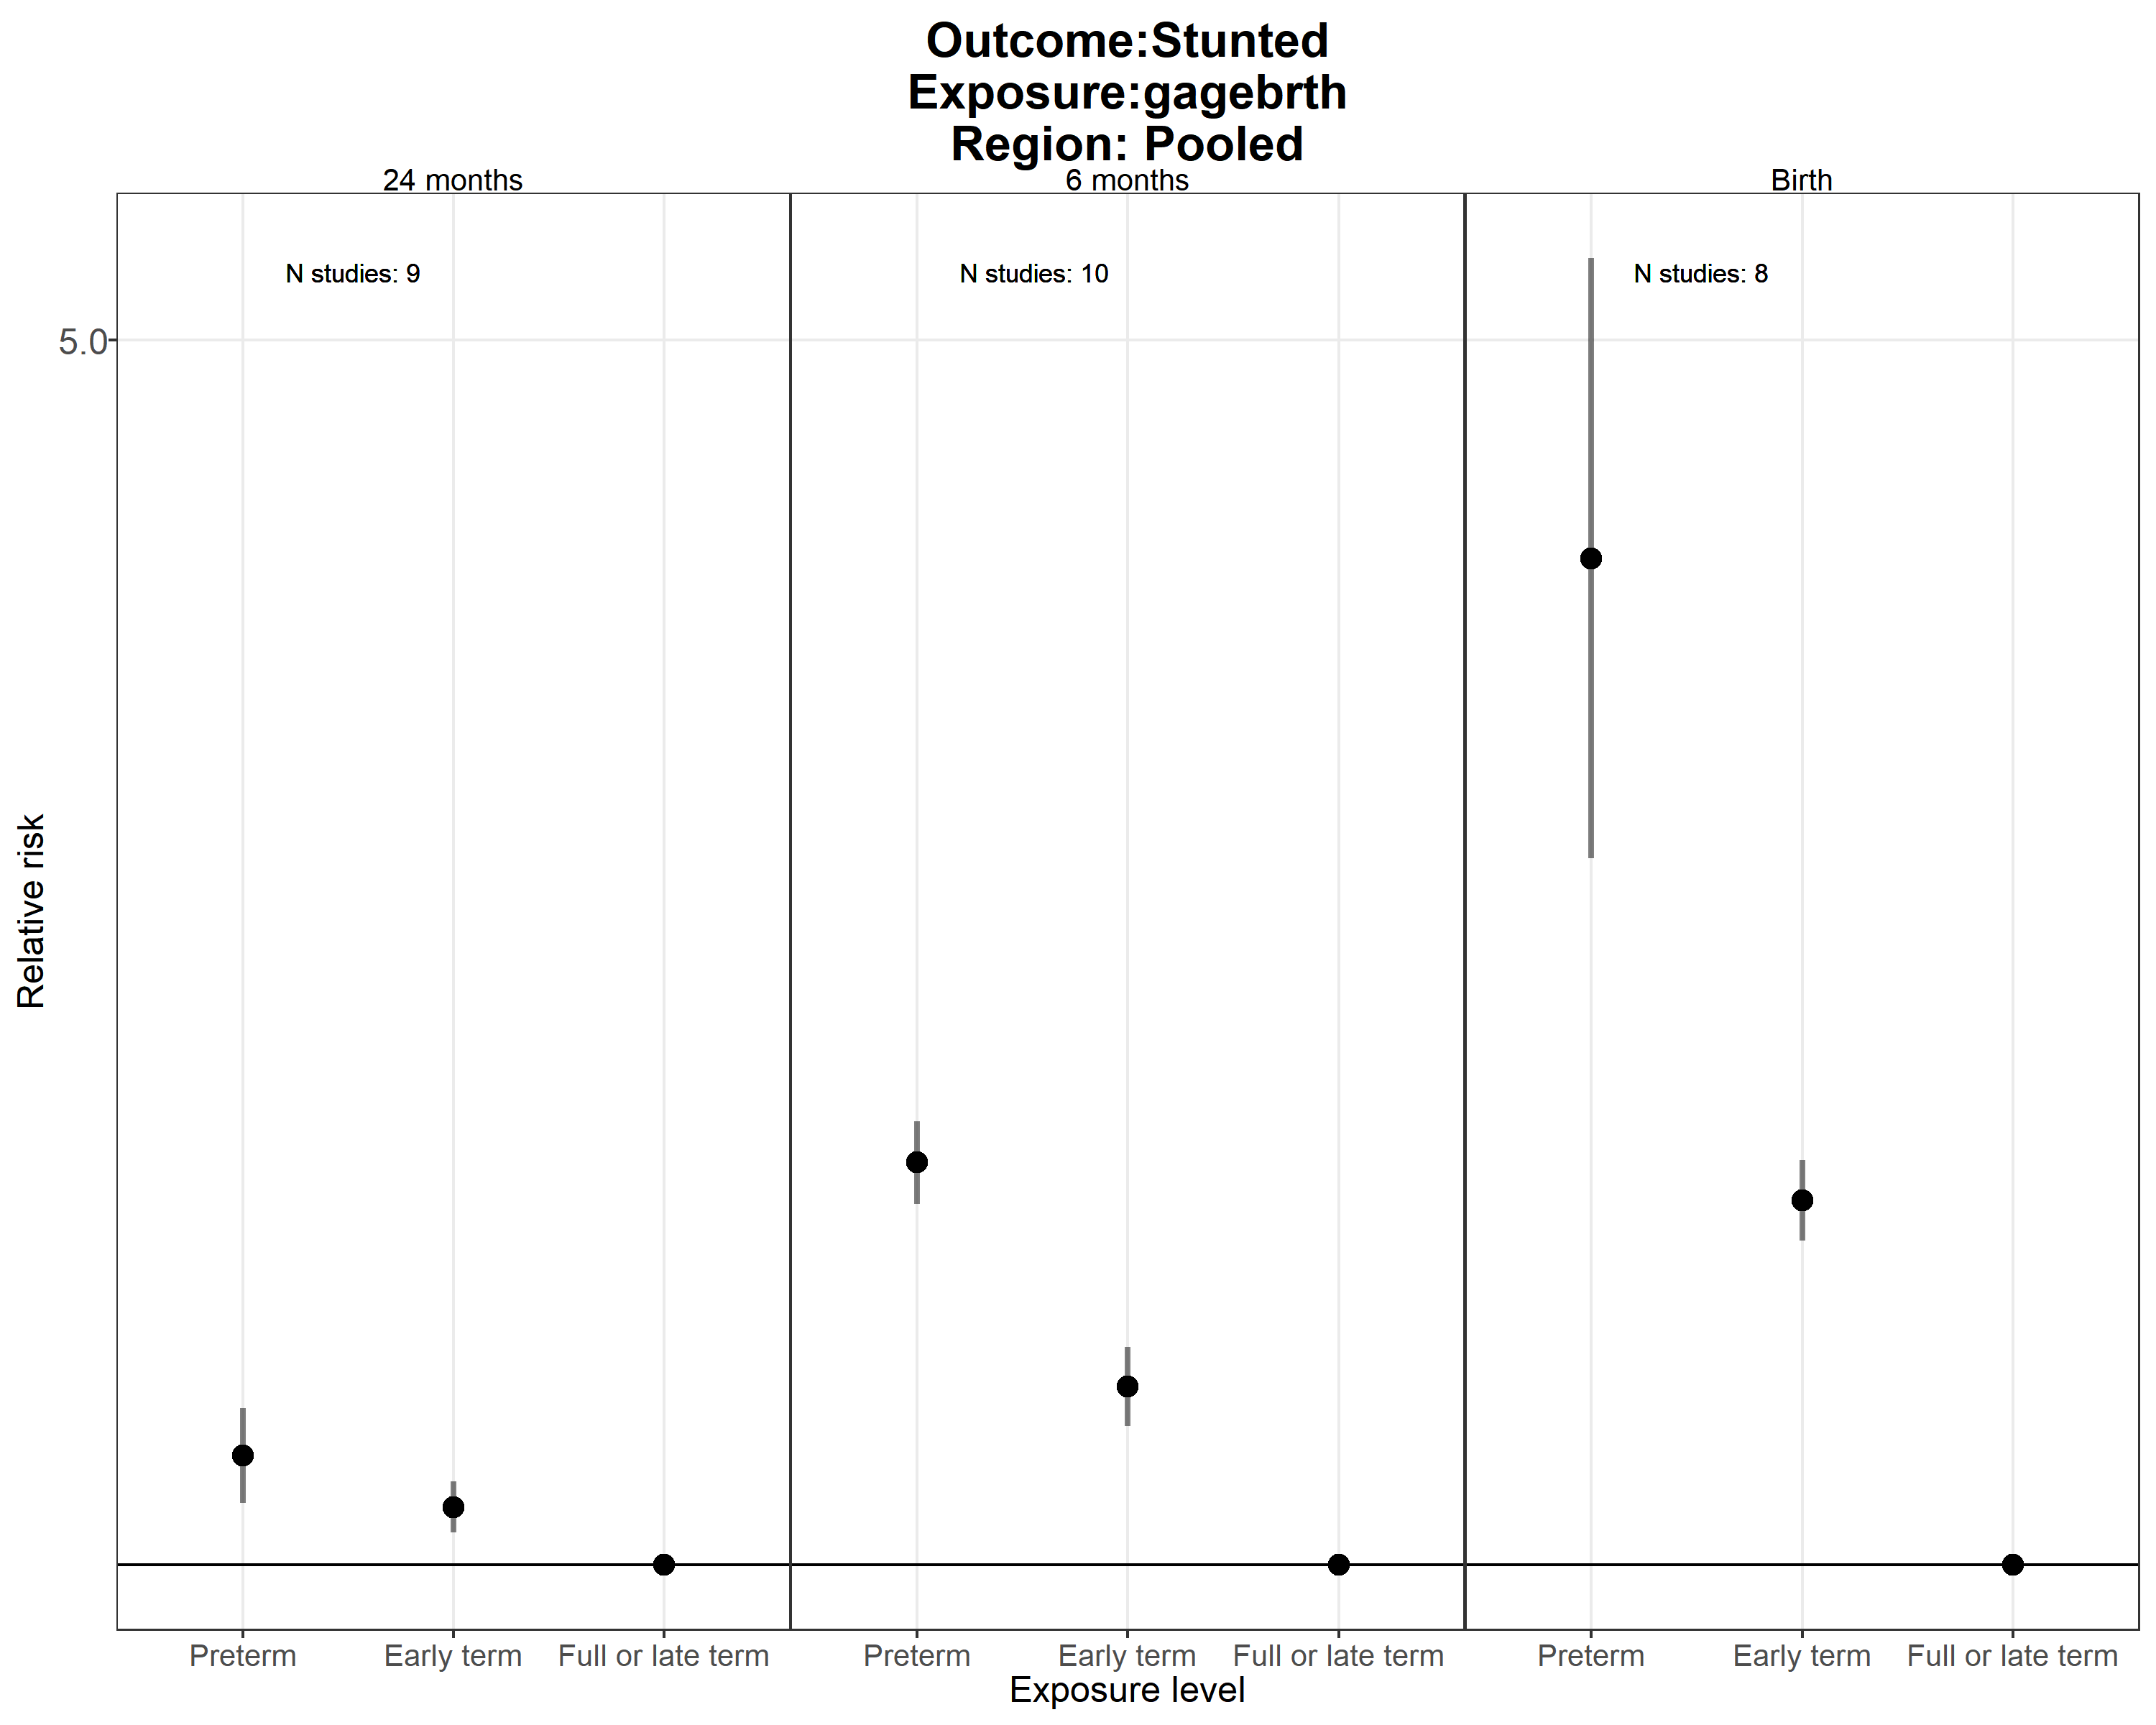 Outcome:Stunted
Exposure:gagebrth
Region: Pooled
24 months
6 months
Birth
N studies: 9
N studies: 10
N studies: 8
5.0
Relative risk
Preterm
Early term
Full or late term
Preterm
Early term
Full or late term
Preterm
Early term
Full or late term
Exposure level